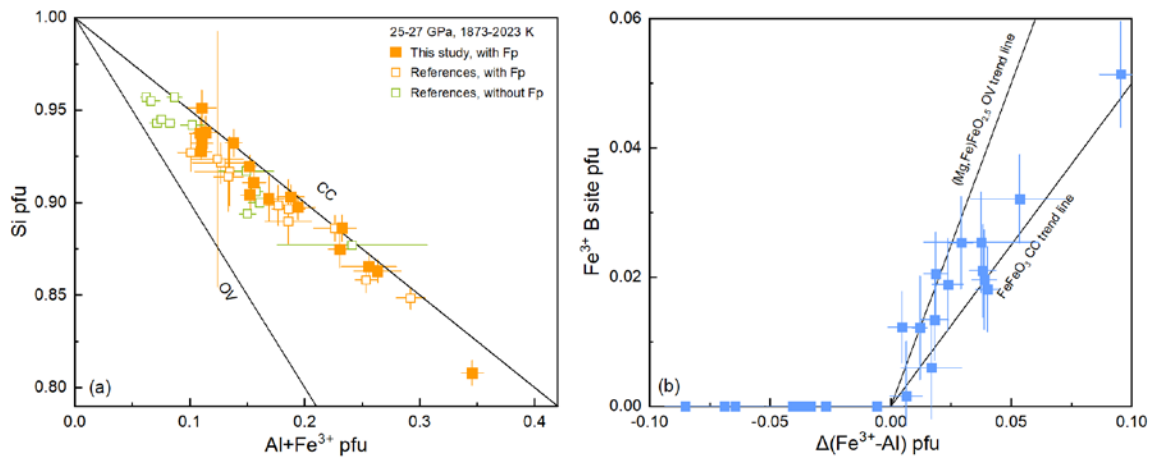 25-27 GPa, 1873-2023 K
This study, with Fp
References, with Fp
References, without Fp
1.00
0.95
0.90
0.85
0.80
Si pfu
CC
OV
(a)
0.0
0.1
0.2
0.3
0.4
Al+Fe³⁺ pfu
0.06
0.04
0.02
0.00
Fe³⁺ B site pfu
(Mg,Fe)FeO₂.₅ OV trend line
FeFeO₃ CC trend line
(b)
-0.10
-0.05
0.00
0.05
0.10
Δ(Fe³⁺-Al) pfu